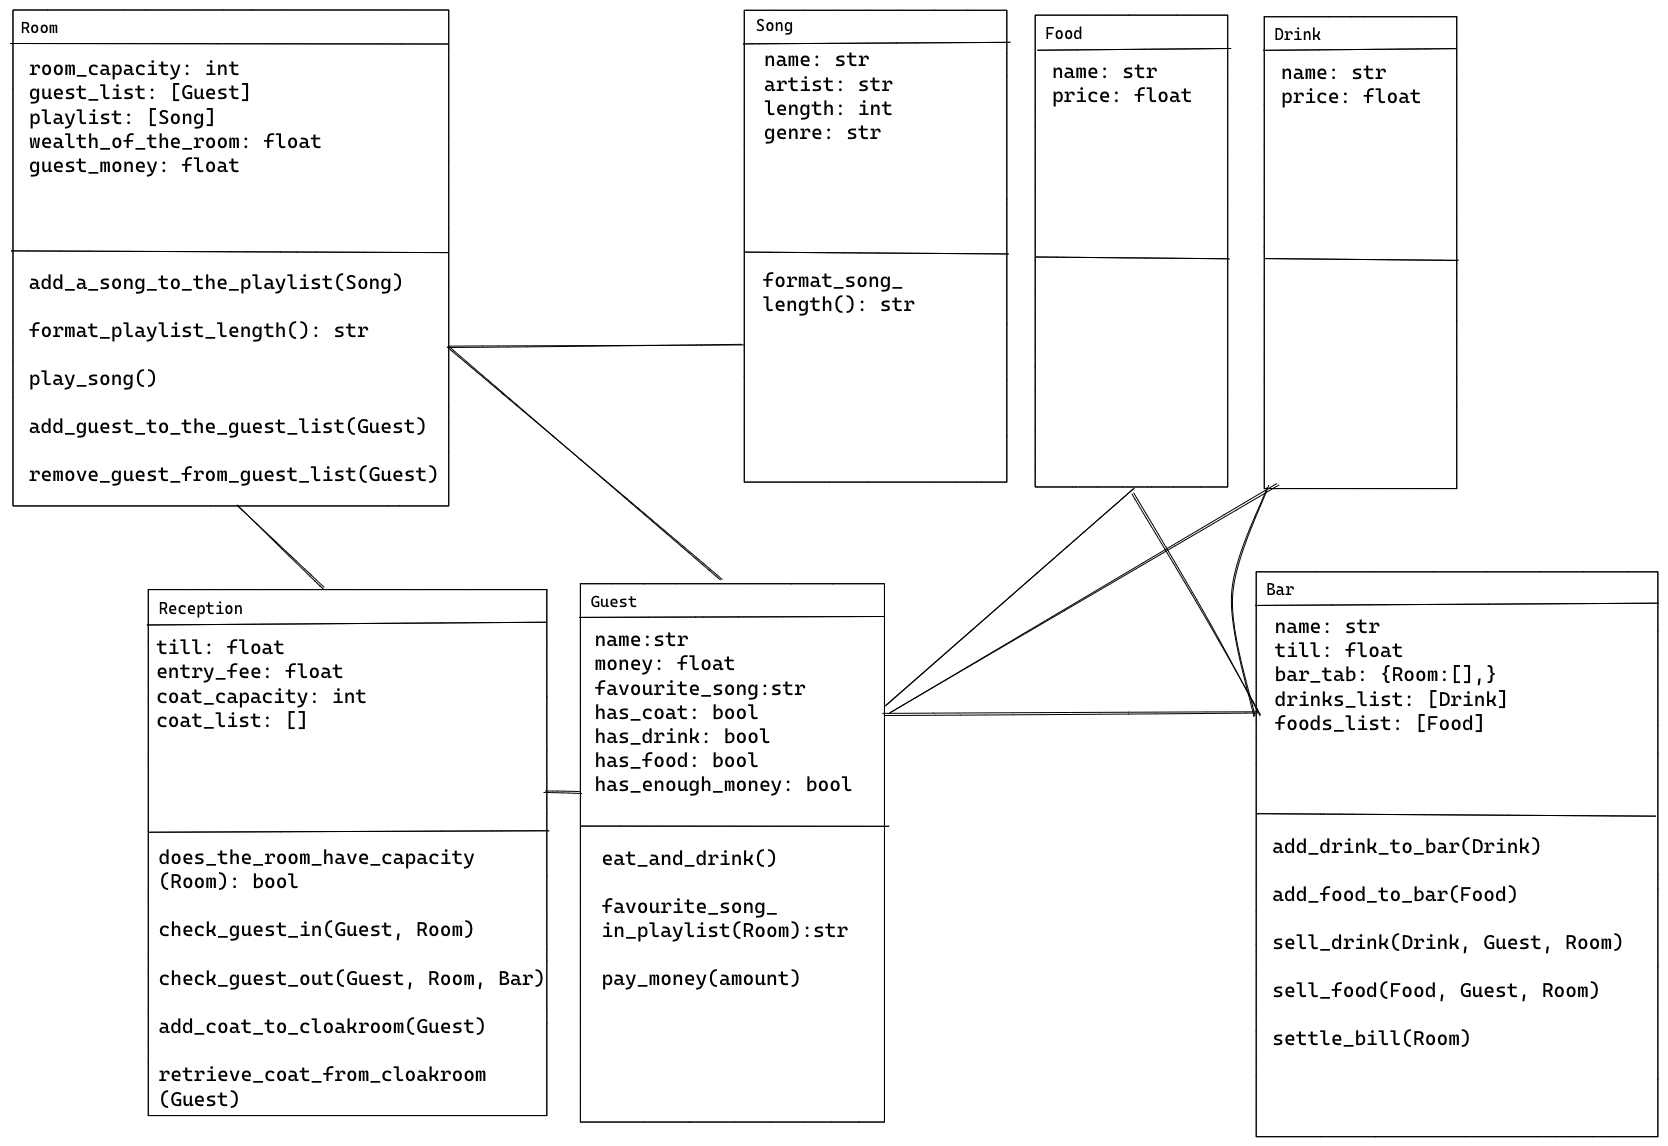 Room
room_capacity: int
guest_list: [Guest]
playlist: [Song]
wealth_of_the_room: float
guest_money: float
add_a_song_to_the_playlist(Song)
format_playlist_length(): str
play_song()
add_guest_to_the_guest_list(Guest)
remove_guest_from_guest_list(Guest)
Song
name: str
artist: str
length: int
genre: str
format_song_
length(): str
Food
name: str
price: float
Drink
name: str
price: float
Reception
till: float
entry_fee: float
coat_capacity: int
coat_list: []
does_the_room_have_capacity
(Room): bool
check_guest_in(Guest, Room)
check_guest_out(Guest, Room, Bar)
add_coat_to_cloakroom(Guest)
retrieve_coat_from_cloakroom
(Guest)
Guest
name:str
money: float
favourite_song:str
has_coat: bool
has_drink: bool
has_food: bool
has_enough_money: bool
eat_and_drink()
favourite_song_
in_playlist(Room):str
pay_money(amount)
Bar
name: str
till: float
bar_tab: {Room:[],}
drinks_list: [Drink]
foods_list: [Food]
add_drink_to_bar(Drink)
add_food_to_bar(Food)
sell_drink(Drink, Guest, Room)
sell_food(Food, Guest, Room)
settle_bill(Room)